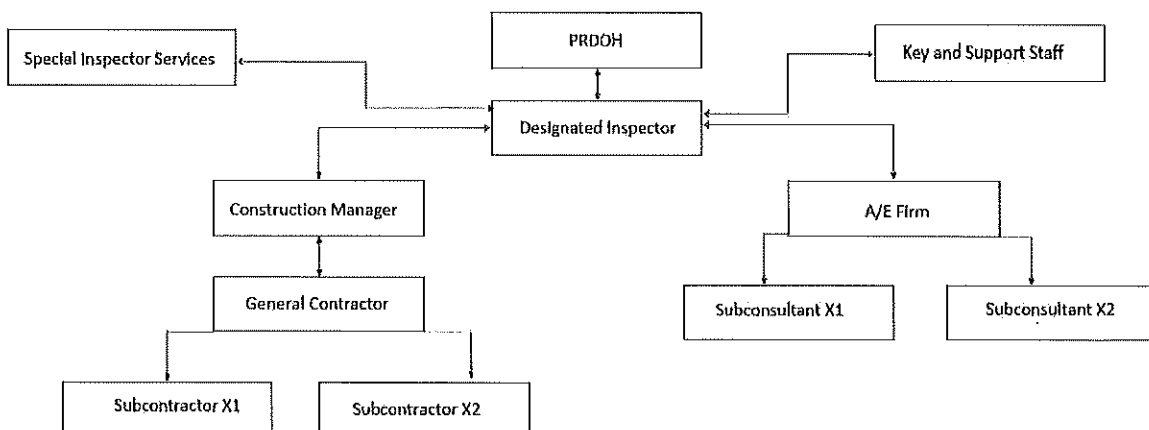 PRDOH
Special Inspector Services
Key and Support Staff
Designated Inspector
Construction Manager
A/E Firm
General Contractor
Subconsultant X1
Subconsultant X2
Subcontractor X1
Subcontractor X2